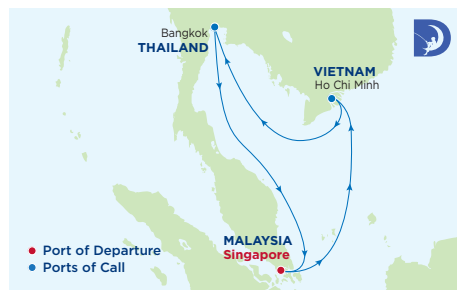 Bangkok
THAILAND
VIETNAM
Ho Chi Minh
MALAYSIA
Singapore
Port of Departure
Ports of Call